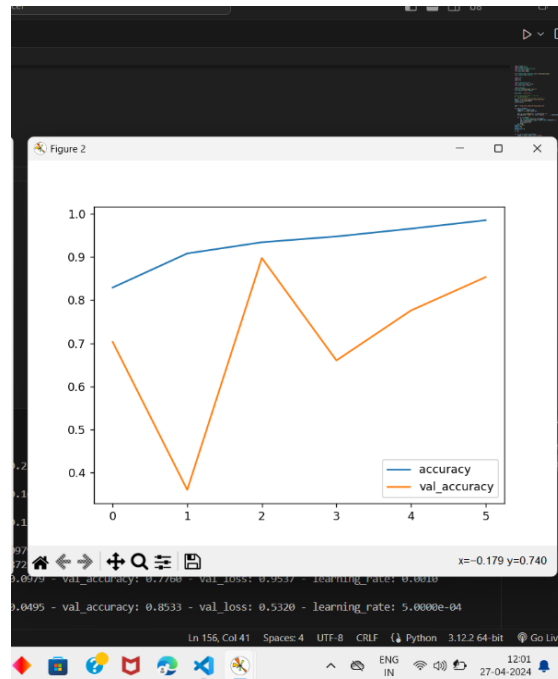 Figure 2
1.0
0.9
0.8
0.7
0.6
0.5
0.4
0 1 2 3 4 5
accuracy
val_accuracy
x=−0.179 y=0.740
0.0979 - val_accuracy: 0.7760 - val_loss: 0.9537 - learning_rate: 0.0010
0.0495 - val_accuracy: 0.8533 - val_loss: 0.5320 - learning_rate: 5.0000e-04
Ln 156, Col 41 Spaces: 4 UTF-8 CRLF Python 3.12.2 64-bit Go Liv
ENG
IN
12:01
27-04-2024